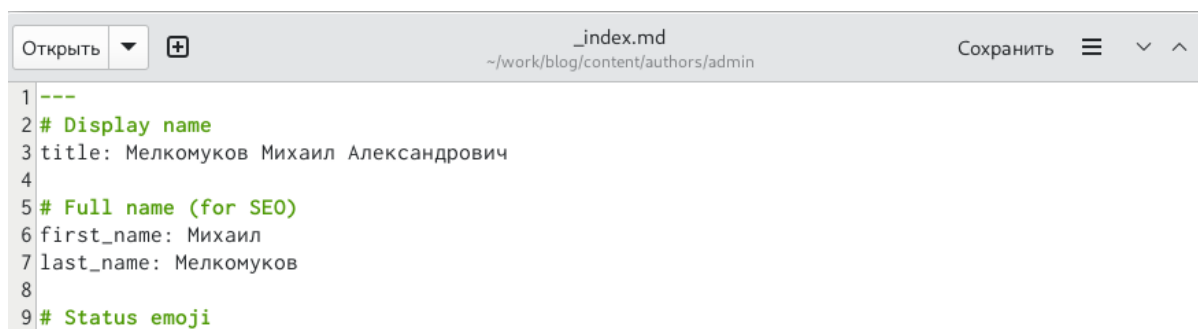 Открыть
_index.md
~/work/blog/content/authors/admin
Сохранить
1 ---
2 # Display name
3 title: Мелкомуков Михаил Александрович
4
5 # Full name (for SEO)
6 first_name: Михаил
7 last_name: Мелкомуков
8
9 # Status emoji